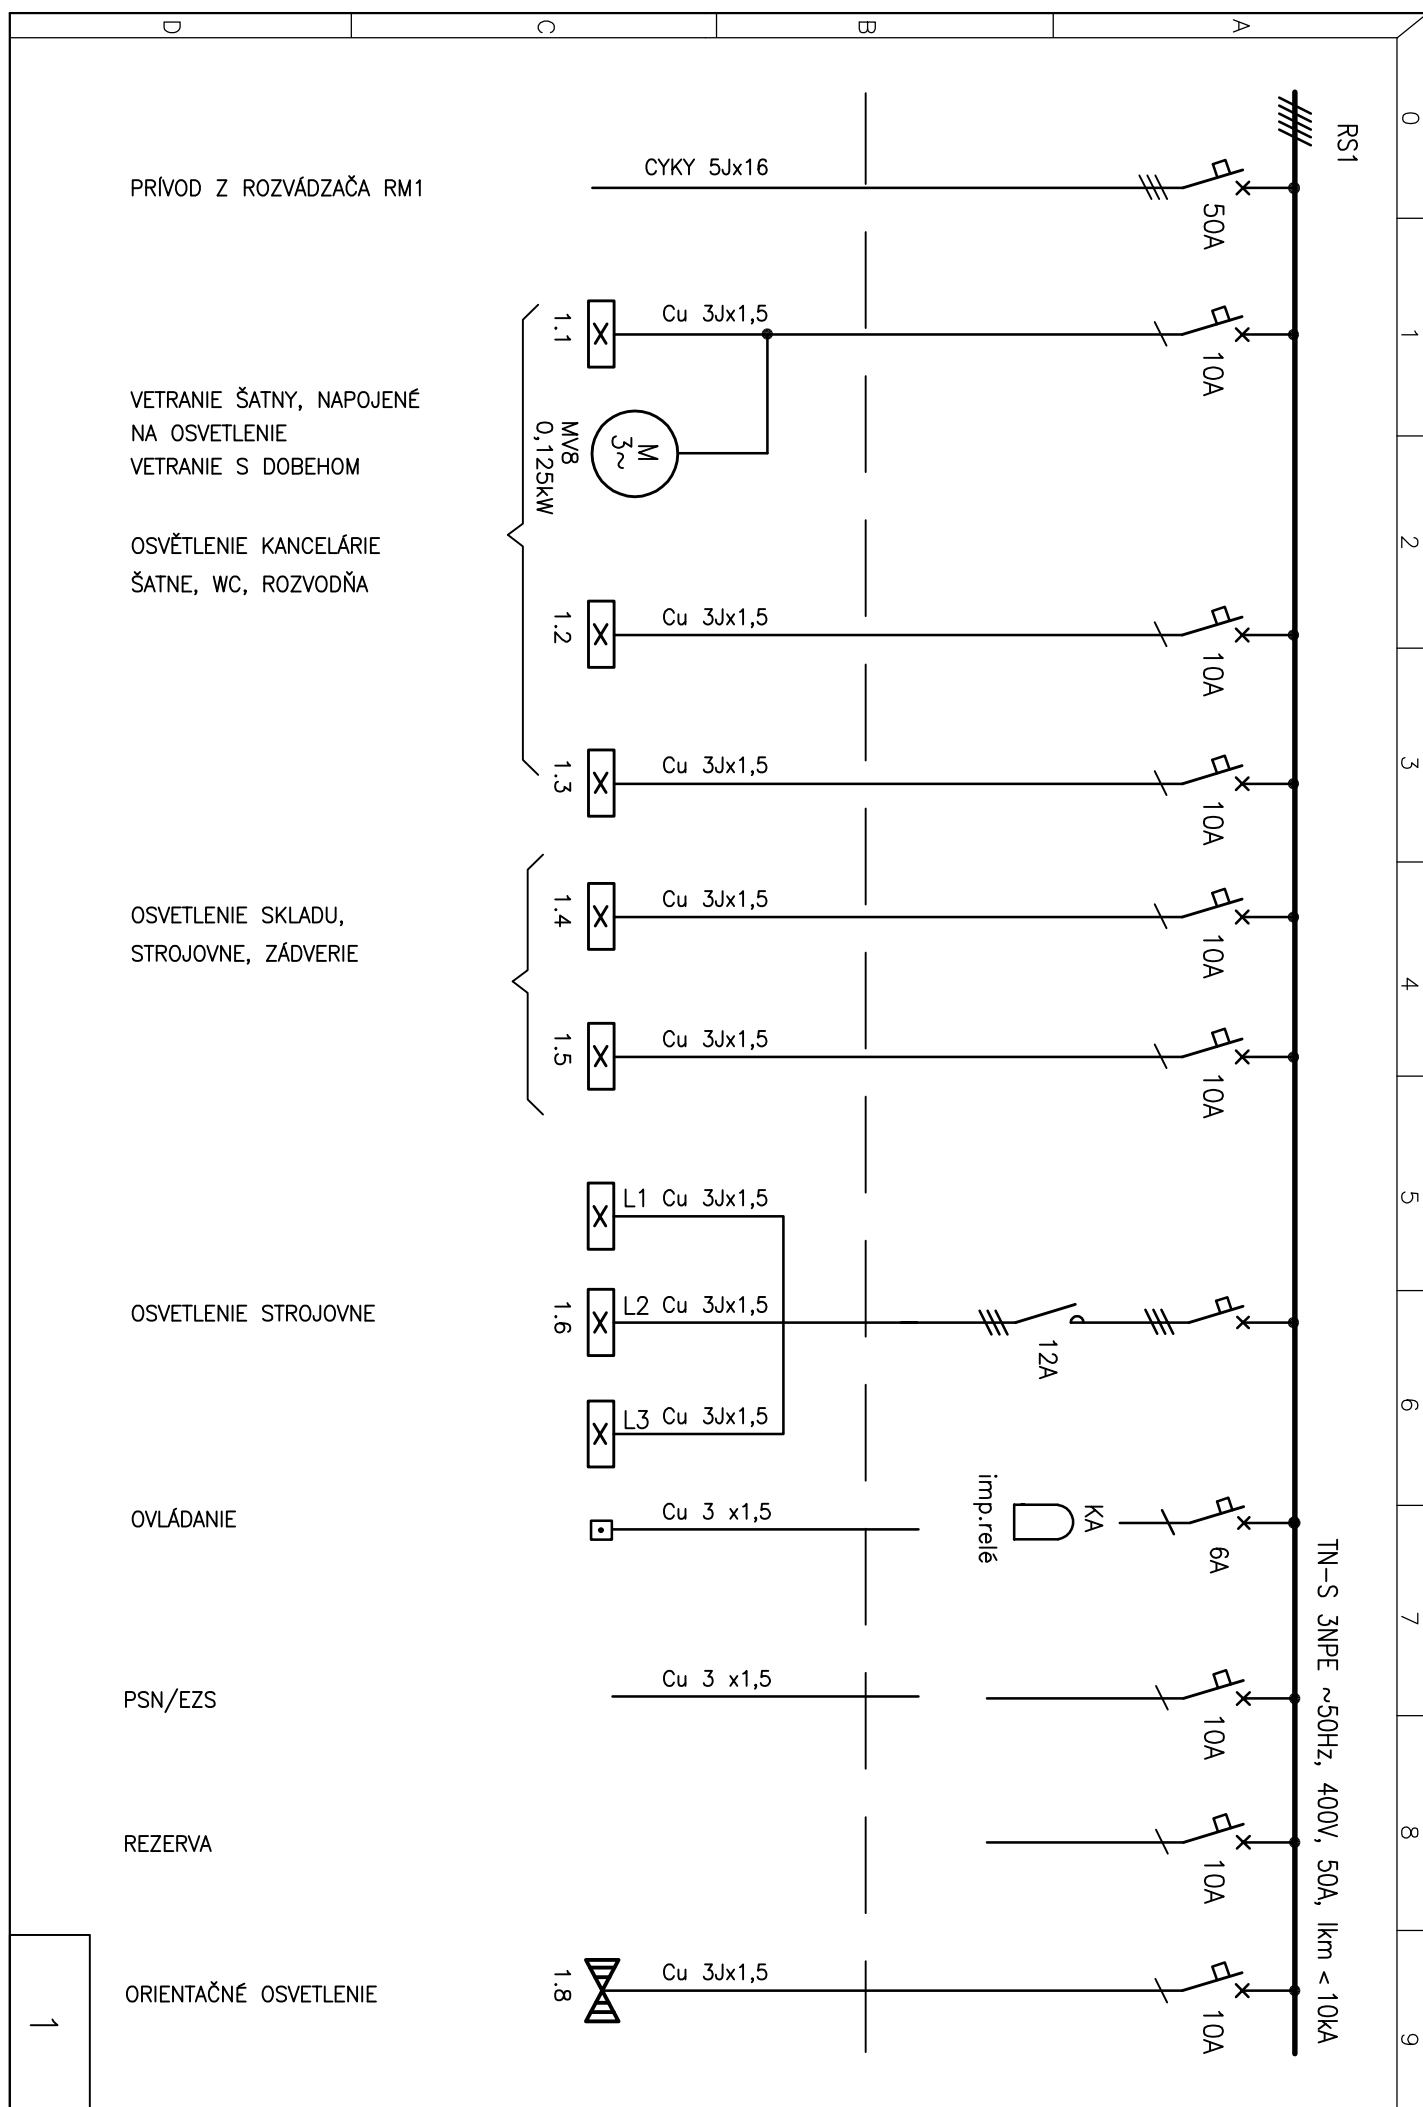 D
C
B
A
0
1
2
3
4
5
6
7
8
9
RS1
TN-S 3NPE ~50Hz, 400V, 50A, Ikm < 10kA
PRÍVOD Z ROZVÁDZAČA RM1
CYKY 5Jx16
50A
1.1
Cu 3Jx1,5
10A
VETRANIE ŠATNY, NAPOJENÉ
NA OSVETLENIE
VETRANIE S DOBEHOM
MV8
0,125kW
M
3~
OSVĚTLENIE KANCELÁRIE
ŠATNE, WC, ROZVODŇA
1.2
Cu 3Jx1,5
10A
1.3
Cu 3Jx1,5
10A
OSVETLENIE SKLADU,
STROJOVNE, ZÁDVERIE
1.4
Cu 3Jx1,5
10A
1.5
Cu 3Jx1,5
10A
L1 Cu 3Jx1,5
OSVETLENIE STROJOVNE
1.6
L2 Cu 3Jx1,5
12A
L3 Cu 3Jx1,5
OVLÁDANIE
Cu 3 x1,5
imp.relé
KA
6A
PSN/EZS
Cu 3 x1,5
10A
REZERVA
10A
ORIENTAČNÉ OSVETLENIE
1.8
Cu 3Jx1,5
10A
1